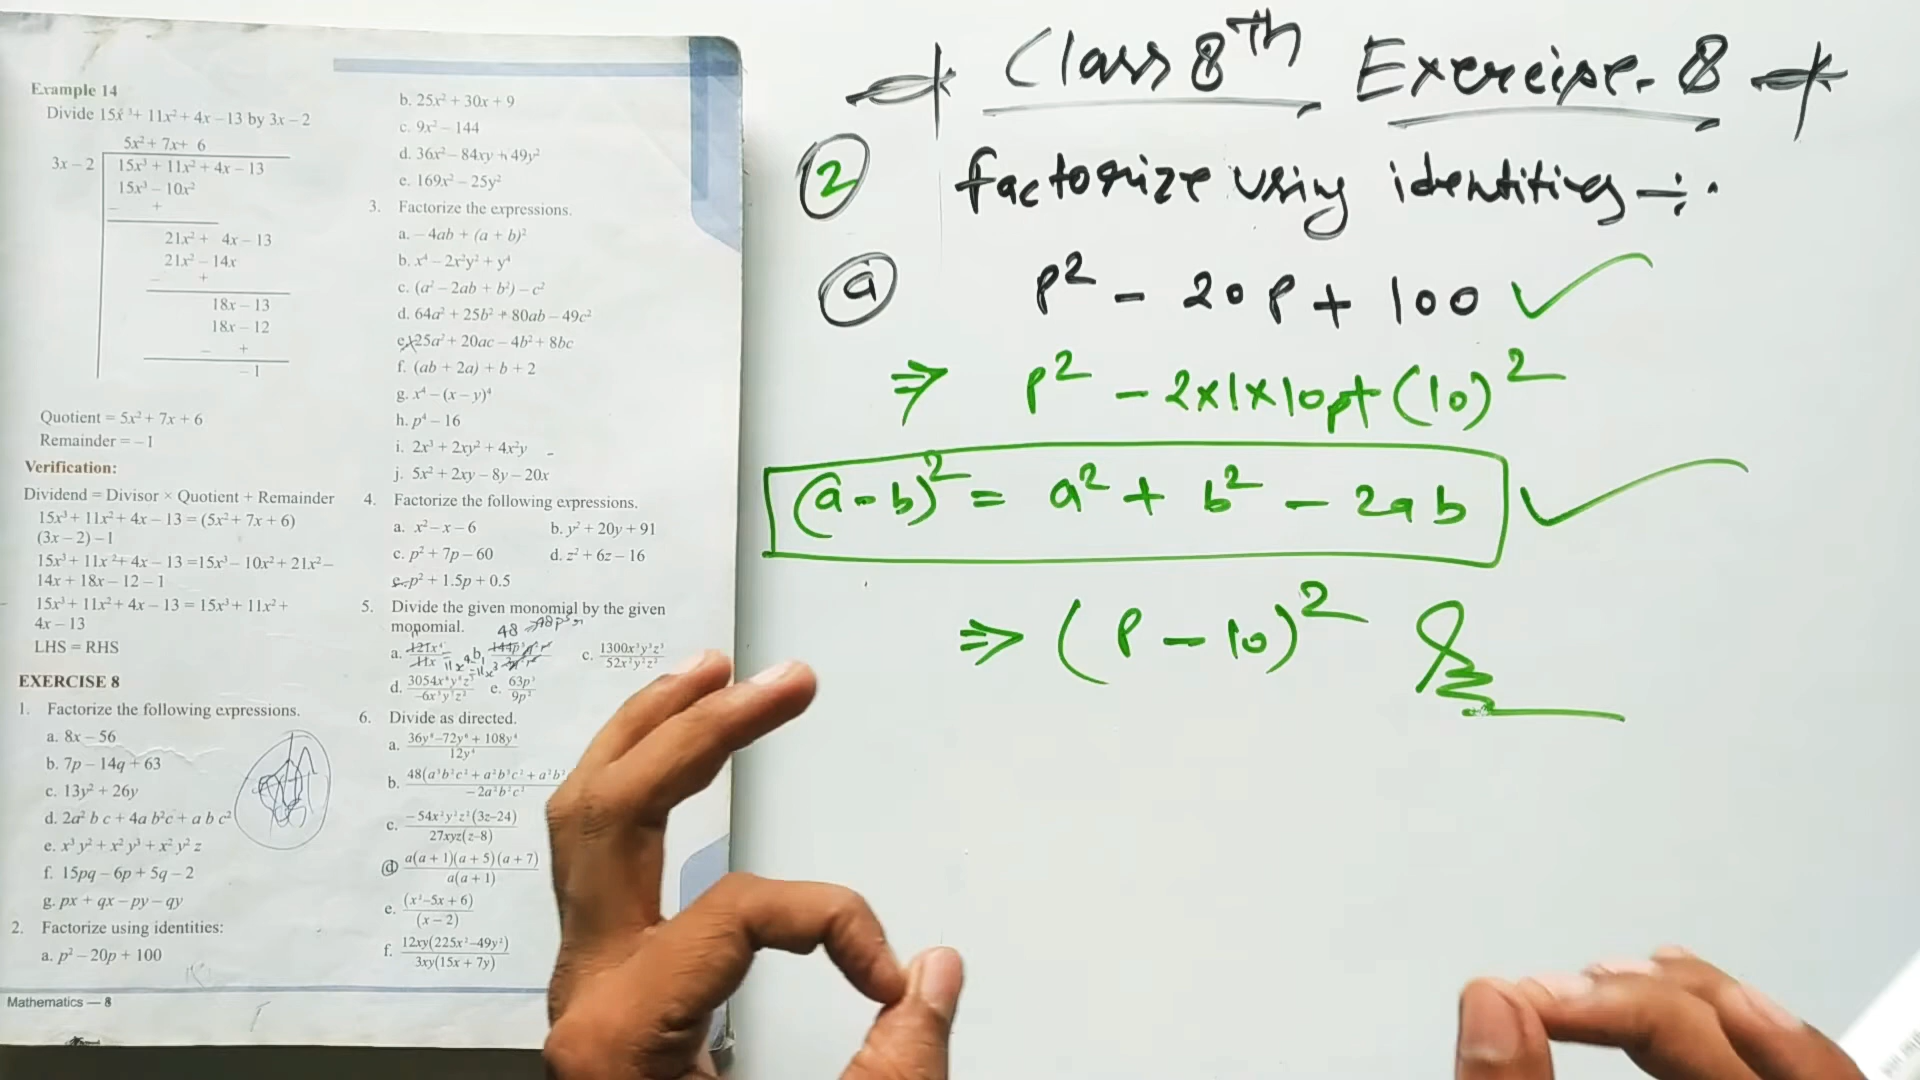 Example 14
Divide 15x³ + 11x² + 4x – 13 by 3x – 2
5x² + 7x + 6
3x – 2 15x³ + 11x² + 4x – 13
15x³ – 10x²
– +
21x² + 4x – 13
21x² – 14x
– +
18x – 13
18x – 12
– +
– 1
Quotient = 5x² + 7x + 6
Remainder = –1
Verification:
Dividend = Divisor × Quotient + Remainder
15x³ + 11x² + 4x – 13 = (5x² + 7x + 6)
(3x – 2) – 1
15x³ + 11x² + 4x – 13 = 15x³ – 10x² + 21x² –
14x + 18x – 12 – 1
15x³ + 11x² + 4x – 13 = 15x³ + 11x² +
4x – 13
LHS = RHS
EXERCISE 8
1. Factorize the following expressions.
a. 8x – 56
b. 7p – 14q + 63
c. 13y² + 26y
d. 2a² b c + 4a b²c + a b c²
e. x³ y² + x² y³ + x² y² z
f. 15pq – 6p + 5q – 2
g. px + qx – py – qy
2. Factorize using identities:
a. p² – 20p + 100
Mathematics — 8
b. 25x² + 30x + 9
c. 9x² – 144
d. 36x² – 84xy + 49y²
e. 169x² – 25y²
3. Factorize the expressions.
a. – 4ab + (a + b)²
b. x⁴ – 2x²y² + y⁴
c. (a² – 2ab + b²) – c²
d. 64a² + 25b² + 80ab – 49c²
e. 25a² + 20ac – 4b² + 8bc
f. (ab + 2a) + b + 2
g. x⁴ – (x – y)⁴
h. p⁴ – 16
i. 2x³ + 2xy² + 4x²y
j. 5x² + 2xy – 8y – 20x
4. Factorize the following expressions.
a. x² – x – 6 b. y² + 20y + 91
c. p² + 7p – 60 d. z² + 6z – 16
e. p² + 1.5p + 0.5
5. Divide the given monomial by the given
monomial. 48
a. b. c.
d. e.
6. Divide as directed.
a.
12y⁴
b.
c.
27xyz(z–8)
d. a(a + 1)(a + 5)(a + 7)
a(a + 1)
e. (x²–5x + 6)
(x – 2)
f. 12xy(225x²–49y²)
3xy(15x + 7y)
Class 8Th Exercise. 8
2 factorize using identities ÷.
a p² - 20p + 100
⇒ p² - 2x1x10p+ (10)²
(a-b)² = a² + b² - 2ab
⇒ (p - 10)²